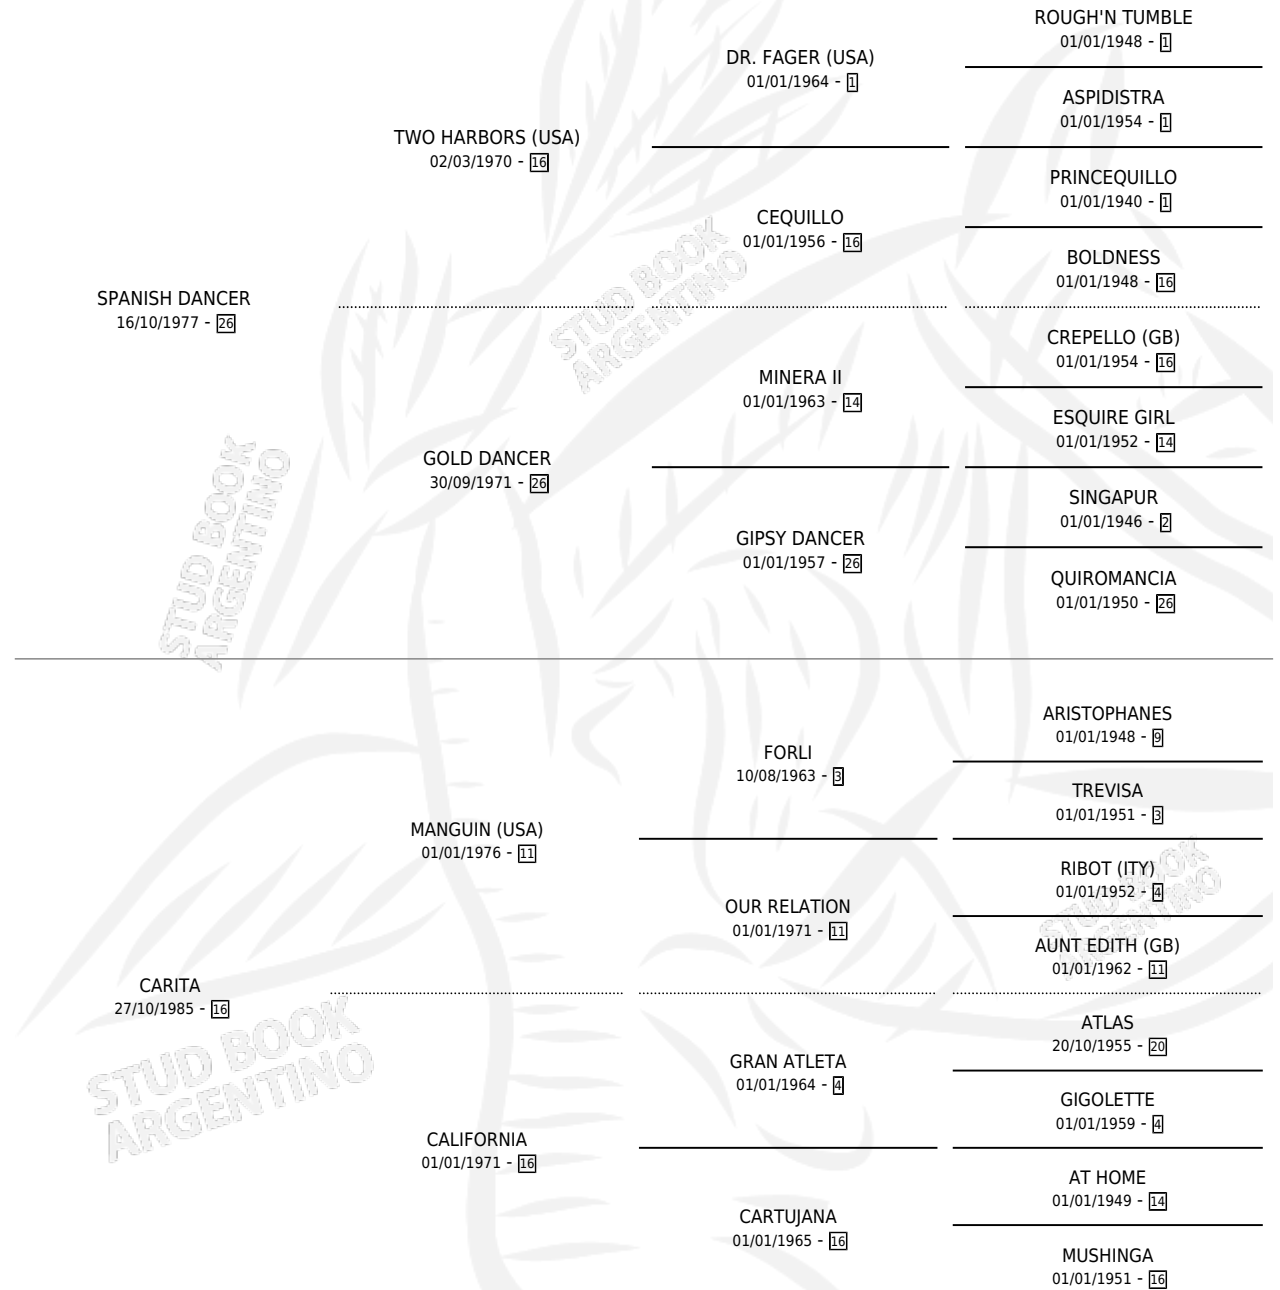 ROUGH'N TUMBLE
01/01/1948 - 1
DR. FAGER (USA)
01/01/1964 - 1
ASPIDISTRA
01/01/1954 - 1
TWO HARBORS (USA)
02/03/1970 - 16
PRINCEQUILLO
01/01/1940 - 1
CEQUILLO
01/01/1956 - 16
BOLDNESS
01/01/1948 - 16
SPANISH DANCER
16/10/1977 - 26
STUD BOOK
ARGENTINO
CREPELLO (GB)
01/01/1954 - 16
MINERA II
01/01/1963 - 14
ESQUIRE GIRL
01/01/1952 - 14
GOLD DANCER
30/09/1971 - 26
SINGAPUR
01/01/1946 - 2
GIPSY DANCER
01/01/1957 - 26
QUIROMANCIA
01/01/1950 - 26
STUD BOOK
ARGENTINO
ARISTOPHANES
01/01/1948 - 9
FORLI
10/08/1963 - 3
TREVISA
01/01/1951 - 3
MANGUIN (USA)
01/01/1976 - 11
RIBOT (ITY)
01/01/1952 - 4
OUR RELATION
01/01/1971 - 11
STUD BOOK
ARGENTINO
AUNT EDITH (GB)
01/01/1962 - 11
CARITA
27/10/1985 - 16
STUD BOOK
ARGENTINO
ATLAS
20/10/1955 - 20
GRAN ATLETA
01/01/1964 - 4
GIGOLETTE
01/01/1959 - 4
CALIFORNIA
01/01/1971 - 16
AT HOME
01/01/1949 - 14
CARTUJANA
01/01/1965 - 16
MUSHINGA
01/01/1951 - 16